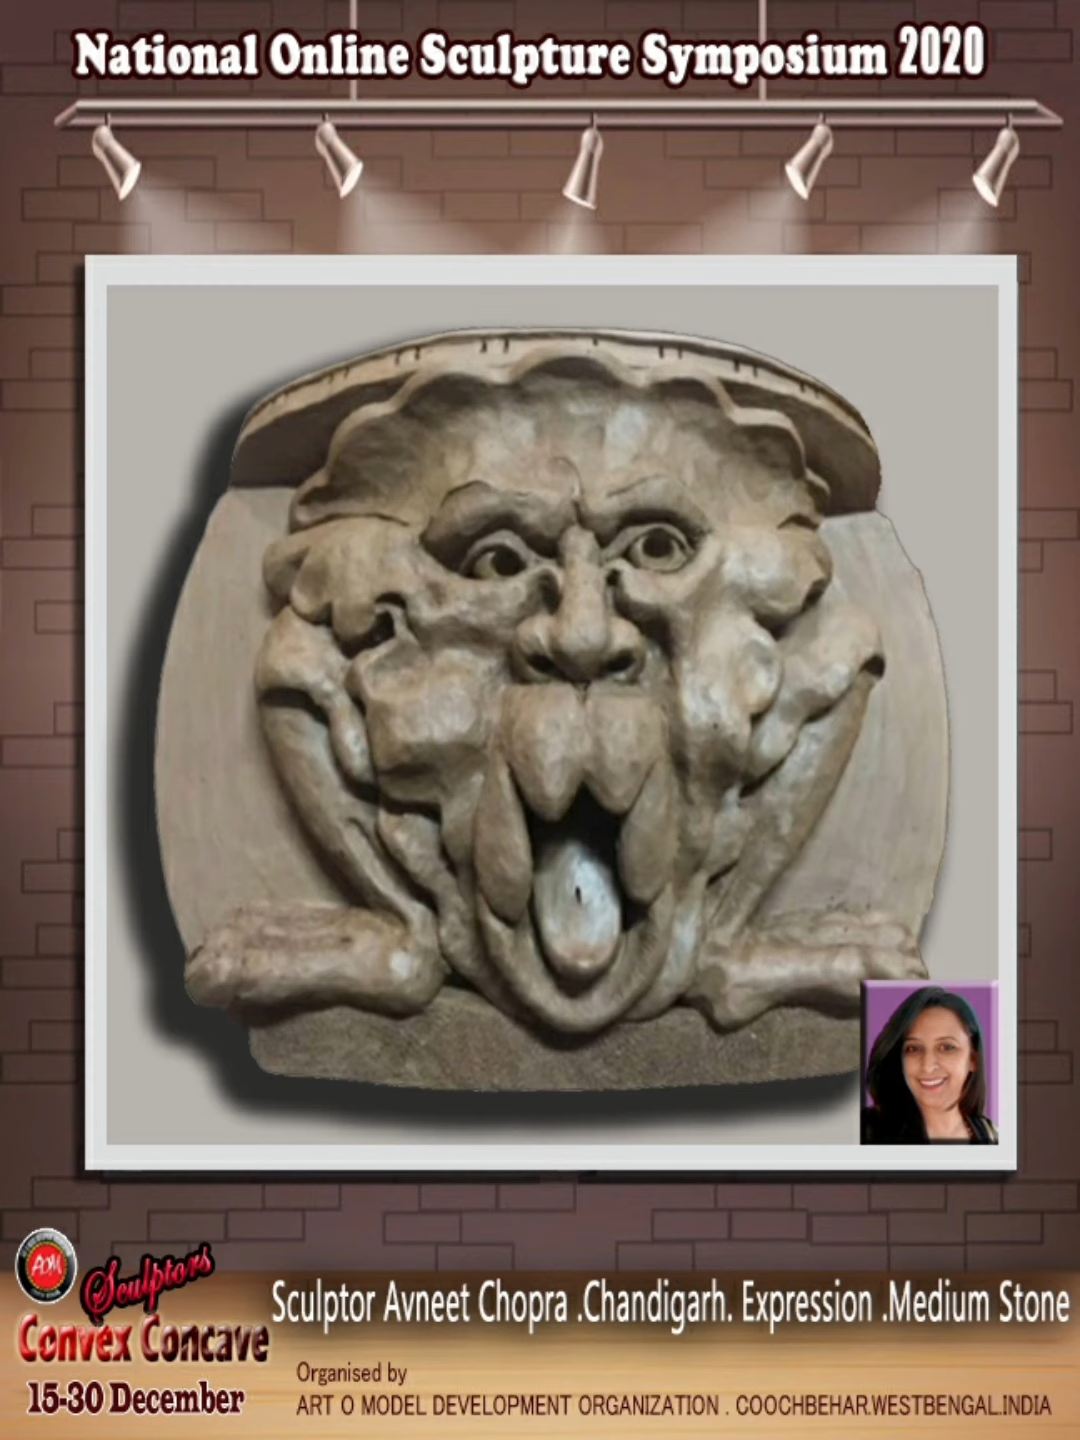 National Online Sculpture Symposium 2020
AOM
Sculptors
Convex Concave
15-30 December
Sculptor Avneet Chopra .Chandigarh. Expression .Medium Stone
Organised by
ART O MODEL DEVELOPMENT ORGANIZATION . COOCHBEHAR.WESTBENGAL.INDIA